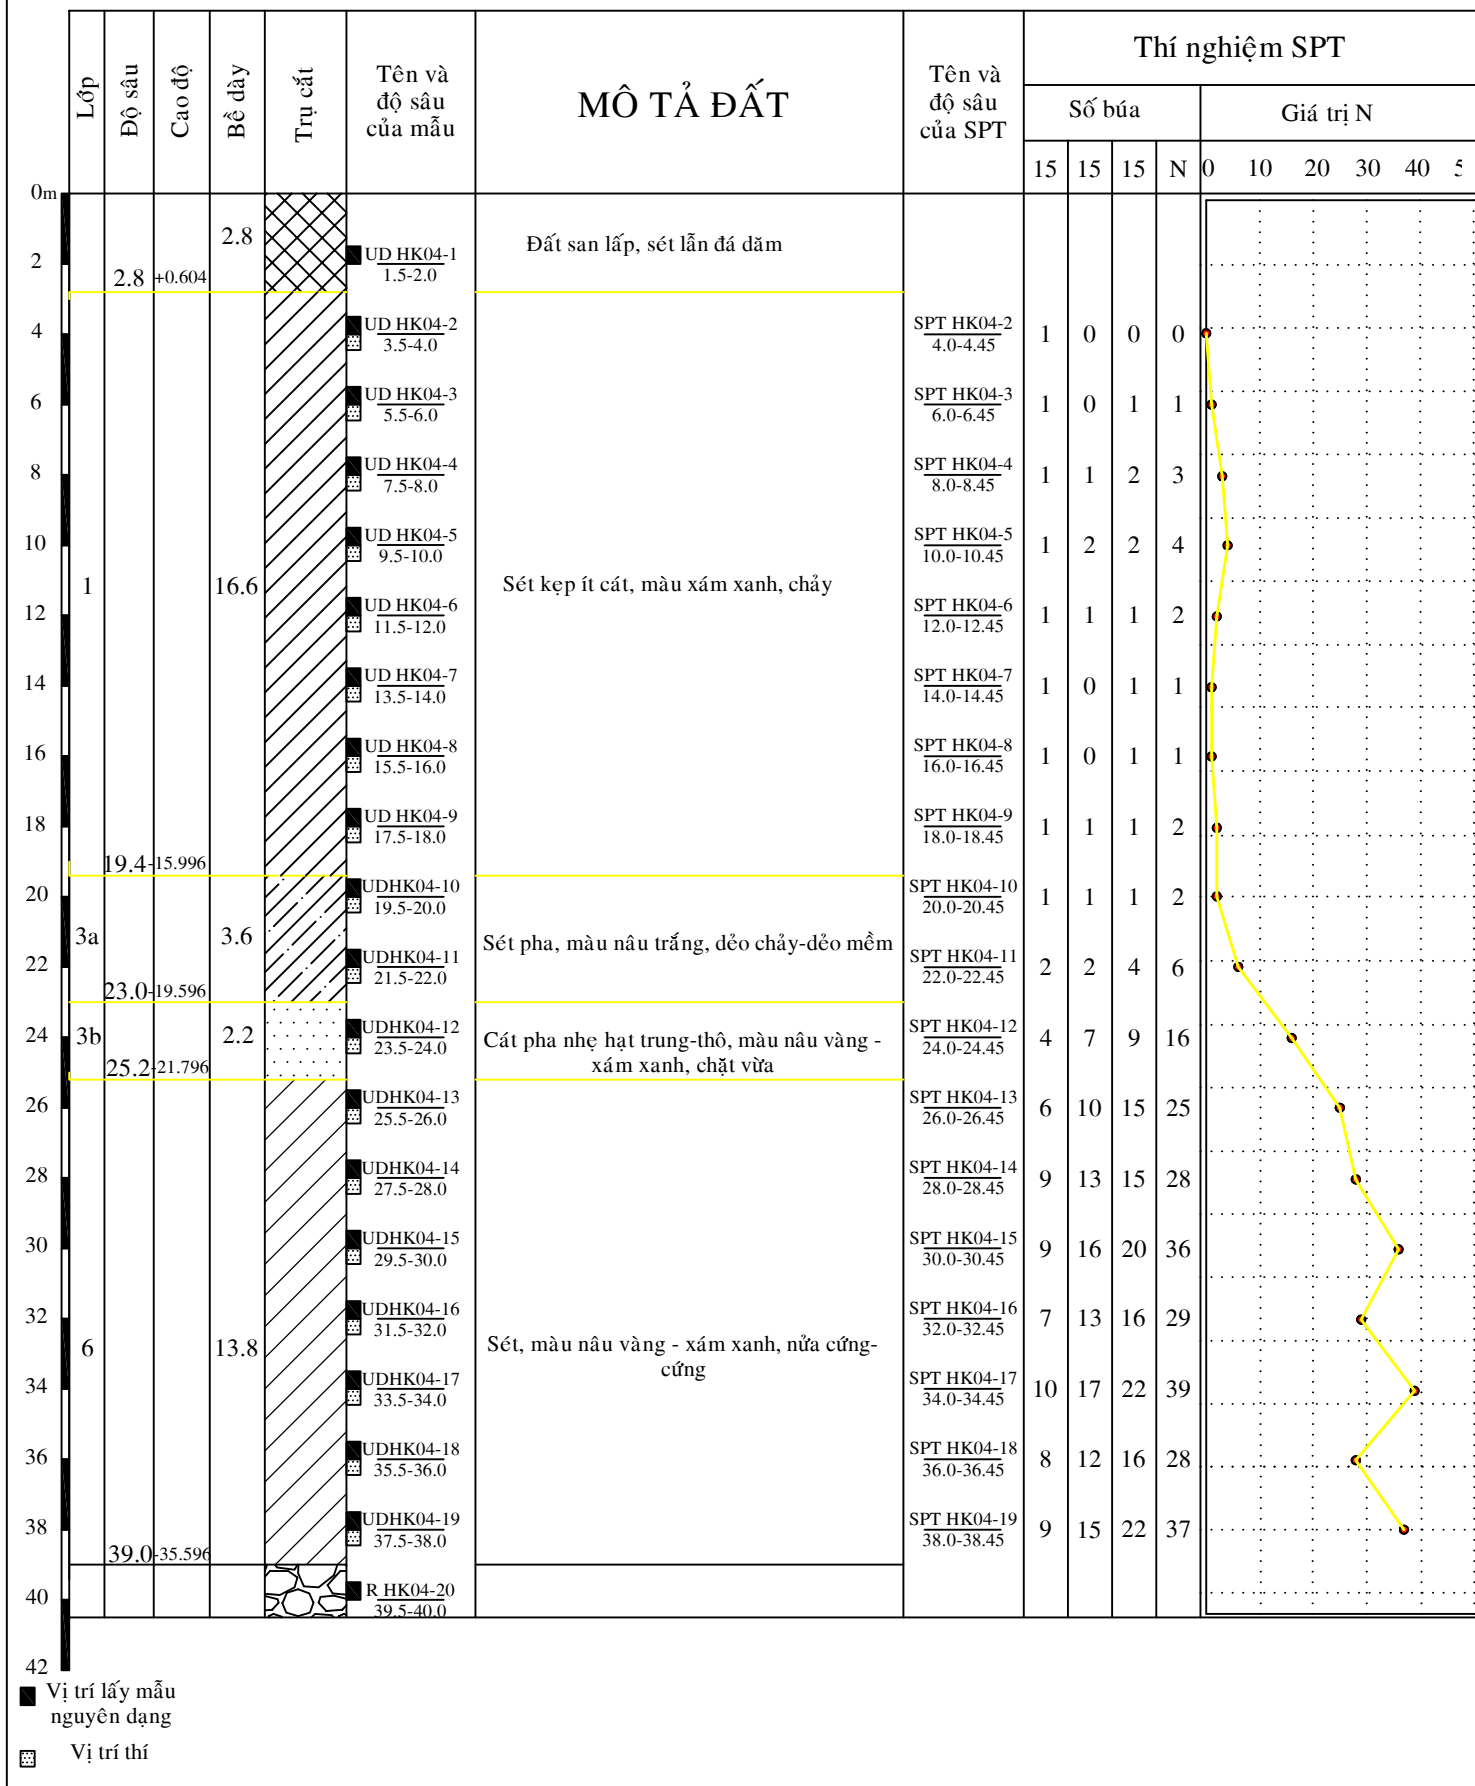 Lớp
Độ sâu
Cao độ
Bề dày
Trụ cắt
Tên và
độ sâu
của mẫu
MÔ TẢ ĐẤT
Tên và
độ sâu
của SPT
Thí nghiệm SPT
Số búa
Giá trị N
15 15 15 N 0 10 20 30 40
0m
2.8
Đất san lấp, sét lẫn đá dăm
UD HK04-1
1.5-2.0
2
2.8 +0.604
4 UD HK04-2 SPT HK04-2 1 0 0 0
3.5-4.0 4.0-4.45
6 UD HK04-3 SPT HK04-3 1 0 1 1
5.5-6.0 6.0-6.45
8 UD HK04-4 SPT HK04-4 1 1 2 3
7.5-8.0 8.0-8.45
10 UD HK04-5 SPT HK04-5 1 2 2 4
9.5-10.0 10.0-10.45
1 16.6 Sét kẹp ít cát, màu xám xanh, chảy
12 UD HK04-6 SPT HK04-6 1 1 1 2
11.5-12.0 12.0-12.45
14 UD HK04-7 SPT HK04-7 1 0 1 1
13.5-14.0 14.0-14.45
16 UD HK04-8 SPT HK04-8 1 0 1 1
15.5-16.0 16.0-16.45
18 UD HK04-9 SPT HK04-9 1 1 1 2
17.5-18.0 18.0-18.45
19.4 -15.996
20 UDHK04-10 SPT HK04-10 1 1 1 2
19.5-20.0 20.0-20.45
3a 3.6 Sét pha, màu nâu trắng, dẻo chảy-dẻo mềm
22 UDHK04-11 SPT HK04-11 2 2 4 6
21.5-22.0 22.0-22.45
23.0 -19.596
24 3b 2.2 UDHK04-12 Cát pha nhẹ hạt trung-thô, màu nâu vàng - SPT HK04-12 4 7 9 16
23.5-24.0 xám xanh, chặt vừa 24.0-24.45
25.2 -21.796
26 UDHK04-13 SPT HK04-13 6 10 15 25
25.5-26.0 26.0-26.45
28 UDHK04-14 SPT HK04-14 9 13 15 28
27.5-28.0 28.0-28.45
30 UDHK04-15 SPT HK04-15 9 16 20 36
29.5-30.0 30.0-30.45
32 UDHK04-16 SPT HK04-16 7 13 16 29
31.5-32.0 32.0-32.45
6 13.8 Sét, màu nâu vàng - xám xanh, nửa cứng-
cứng
34 UDHK04-17 SPT HK04-17 10 17 22 39
33.5-34.0 34.0-34.45
36 UDHK04-18 SPT HK04-18 8 12 16 28
35.5-36.0 36.0-36.45
38 UDHK04-19 SPT HK04-19 9 15 22 37
37.5-38.0 38.0-38.45
39.0 -35.596
40 R HK04-20
39.5-40.0
42
Vị trí lấy mẫu
nguyên dạng
Vị trí thí